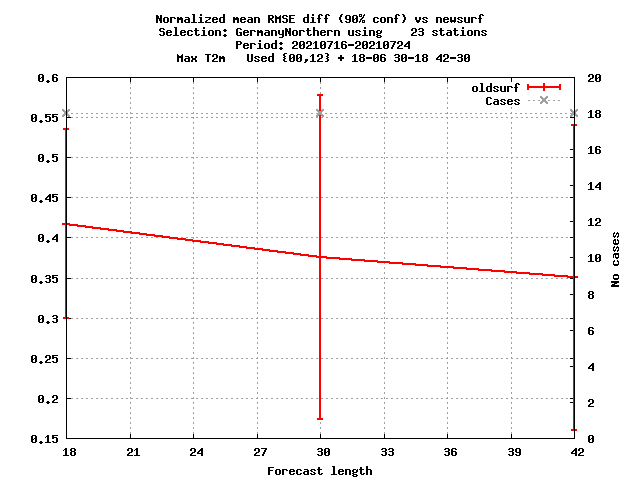 Normalized mean RMSE diff (90% conf) vs newsurf
Selection: GermanyNorthern using    23 stations
Period: 20210716-20210724
Max T2m   Used {00,12} + 18-06 30-18 42-30
oldsurf
Cases
0.6
0.55
0.5
0.45
0.4
0.35
0.3
0.25
0.2
0.15
20
18
16
14
12
10
8
6
4
2
0
No cases
18 21 24 27 30 33 36 39 42
Forecast length